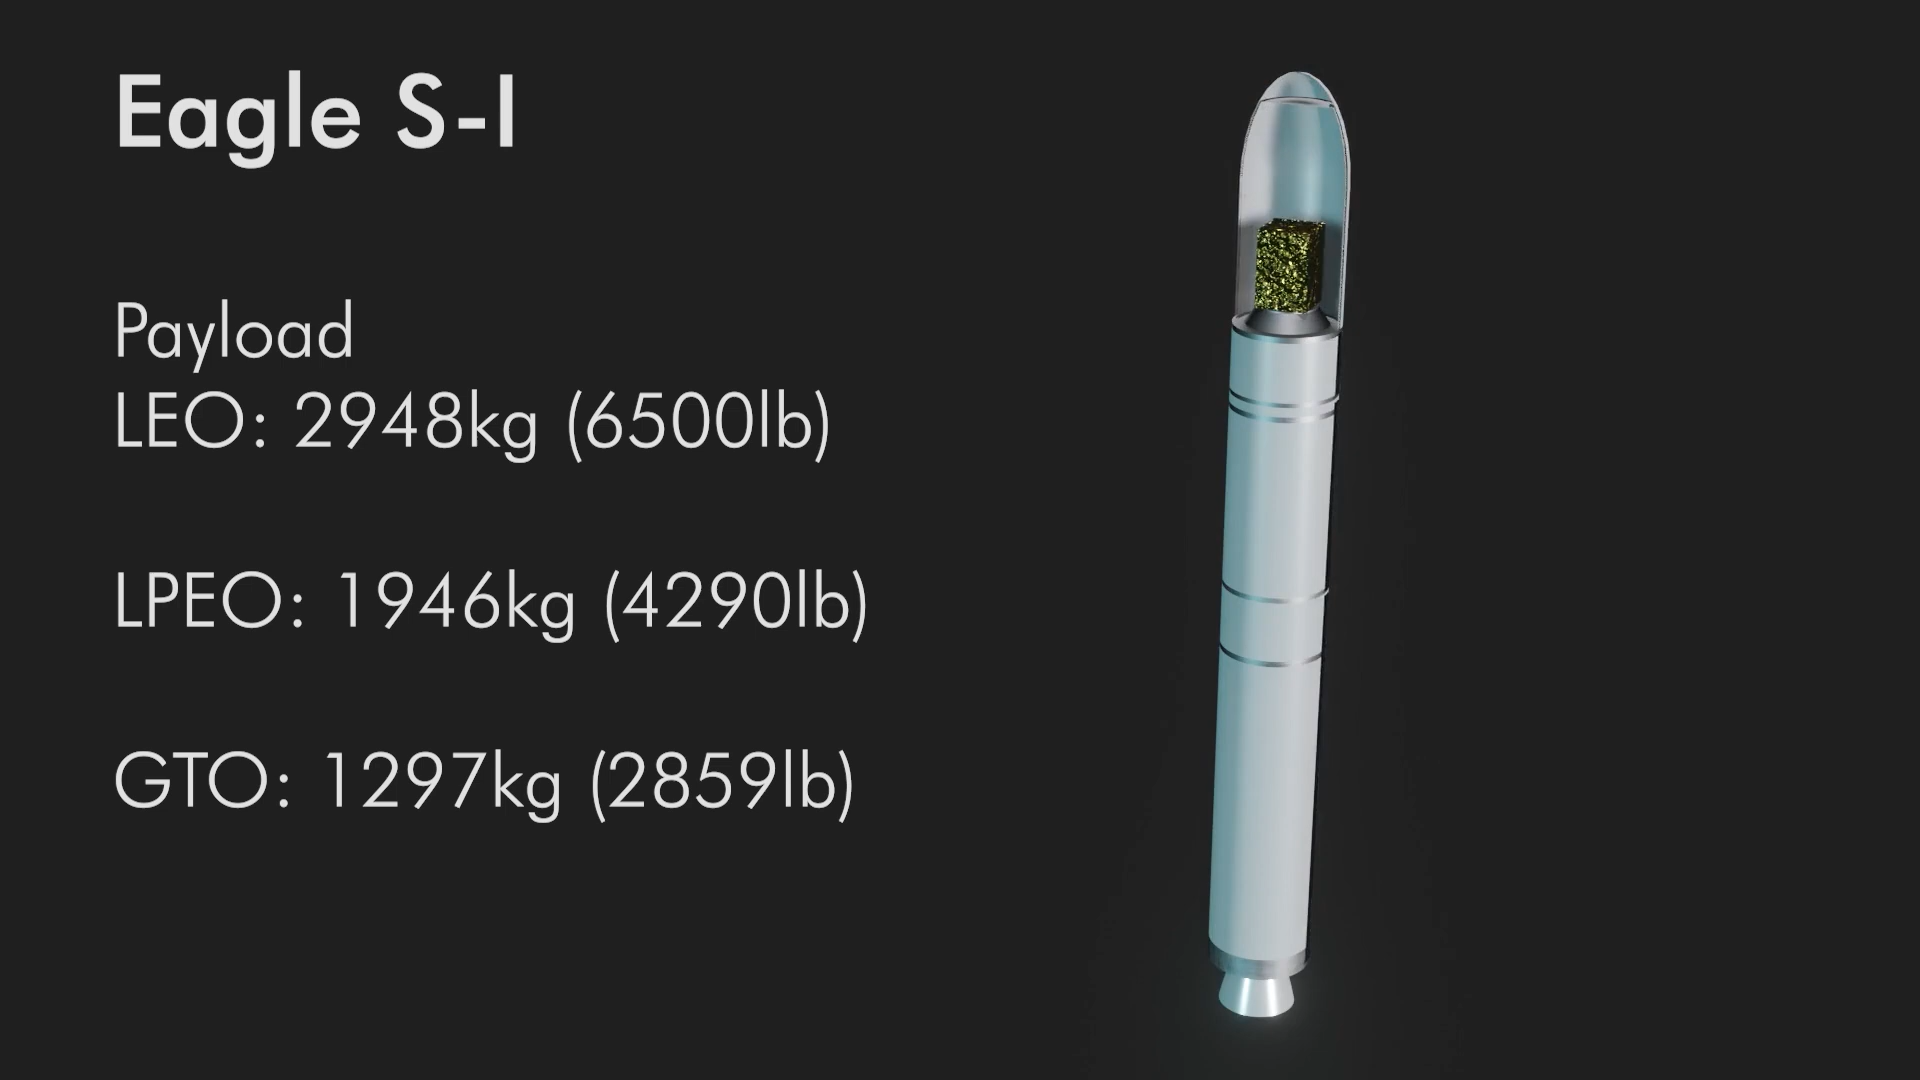 Eagle S-I
Payload
LEO: 2948kg (6500lb)
LPEO: 1946kg (4290lb)
GTO: 1297kg (2859lb)